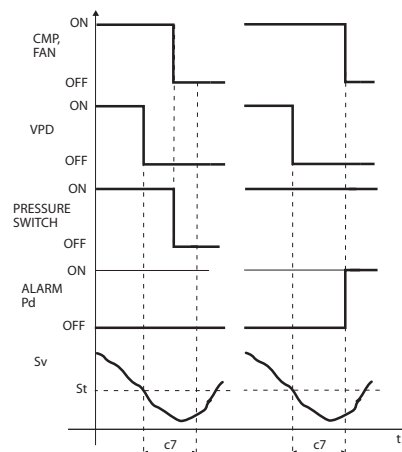 ON
CMP,
FAN
OFF
ON
VPD
OFF
ON
PRESSURE
SWITCH
OFF
ON
ALARM
Pd
OFF
Sv
St
t
c7 c7